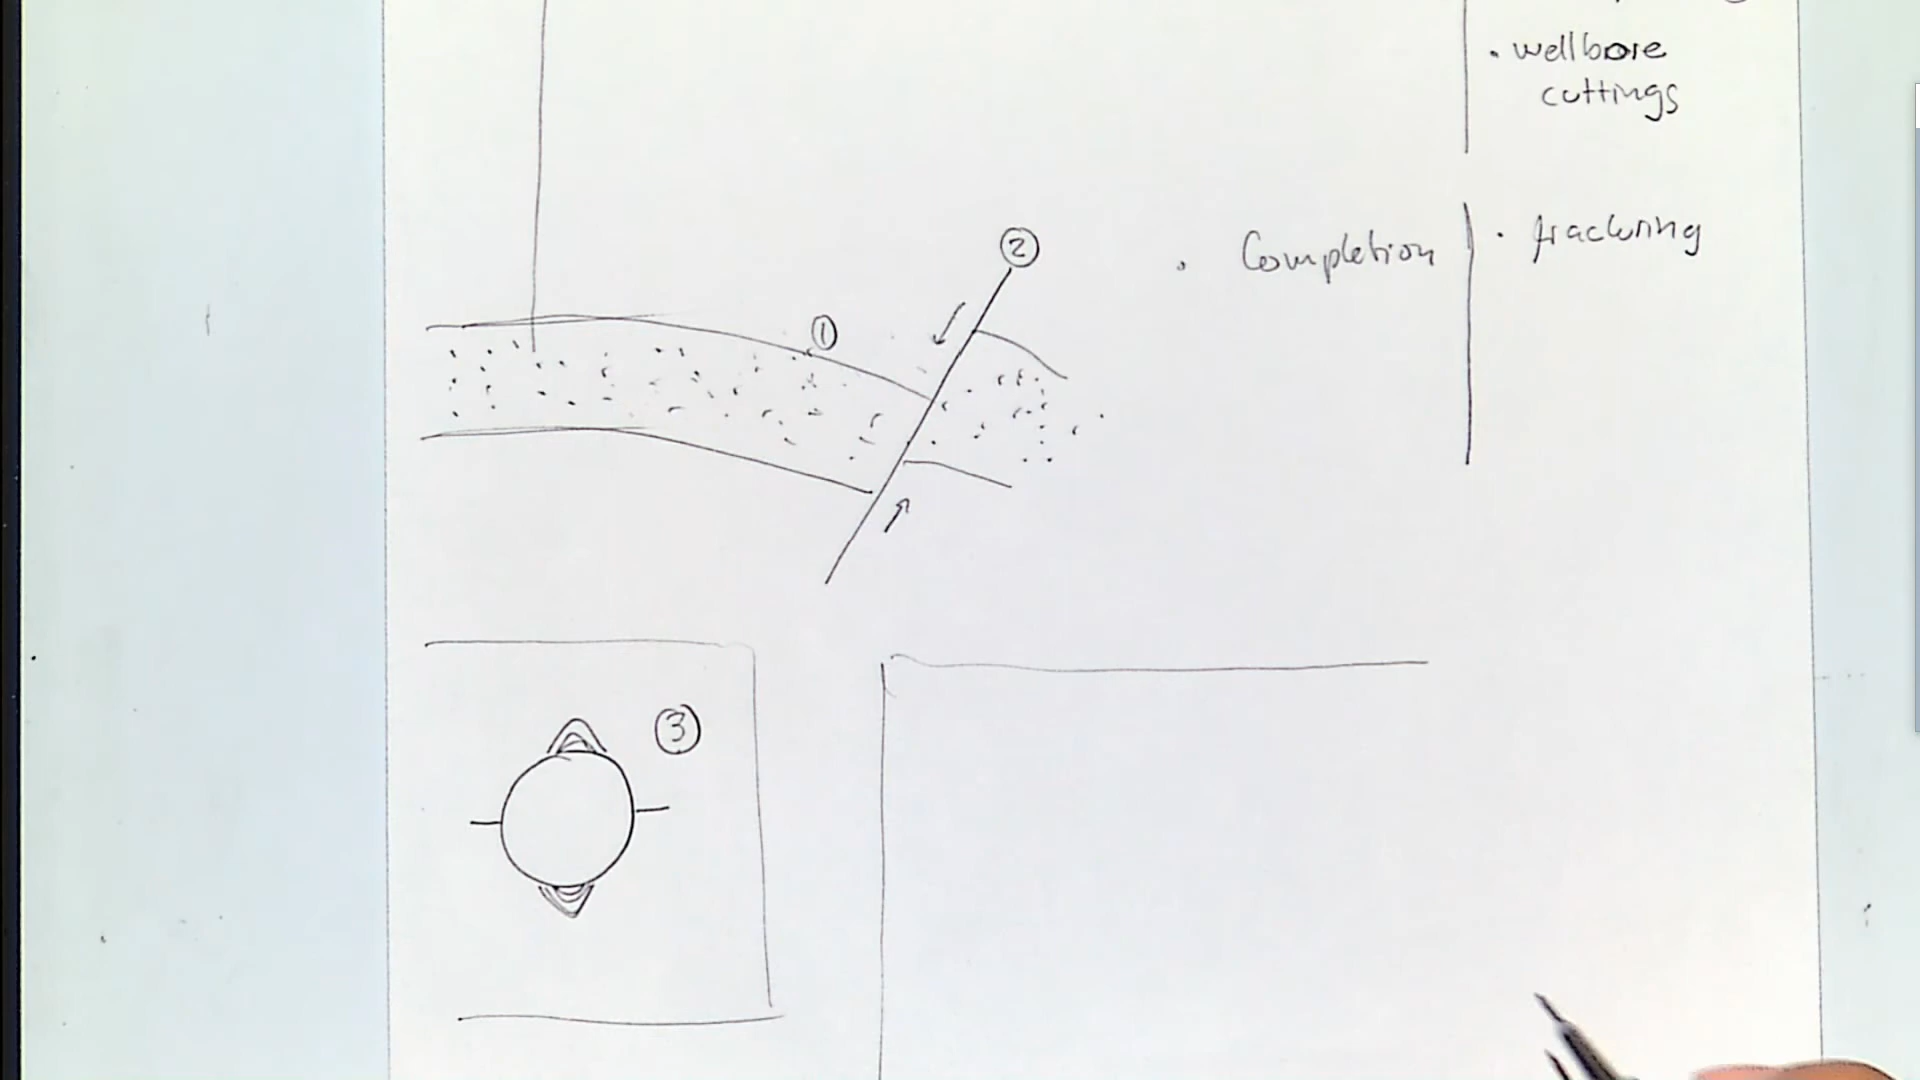 • wellbore
cuttings
②
• Completion
• fracturing
①
③